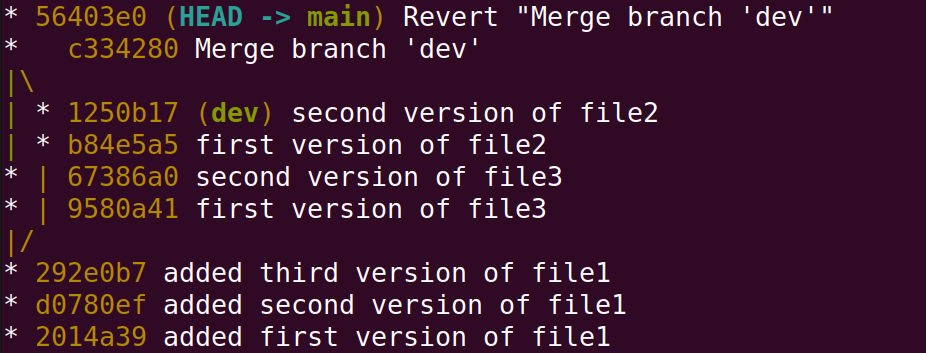 * 56403e0 (HEAD -> main) Revert "Merge branch 'dev'"
*   c334280 Merge branch 'dev'
|\
| * 1250b17 (dev) second version of file2
| * b84e5a5 first version of file2
* | 67386a0 second version of file3
* | 9580a41 first version of file3
|/
* 292e0b7 added third version of file1
* d0780ef added second version of file1
* 2014a39 added first version of file1